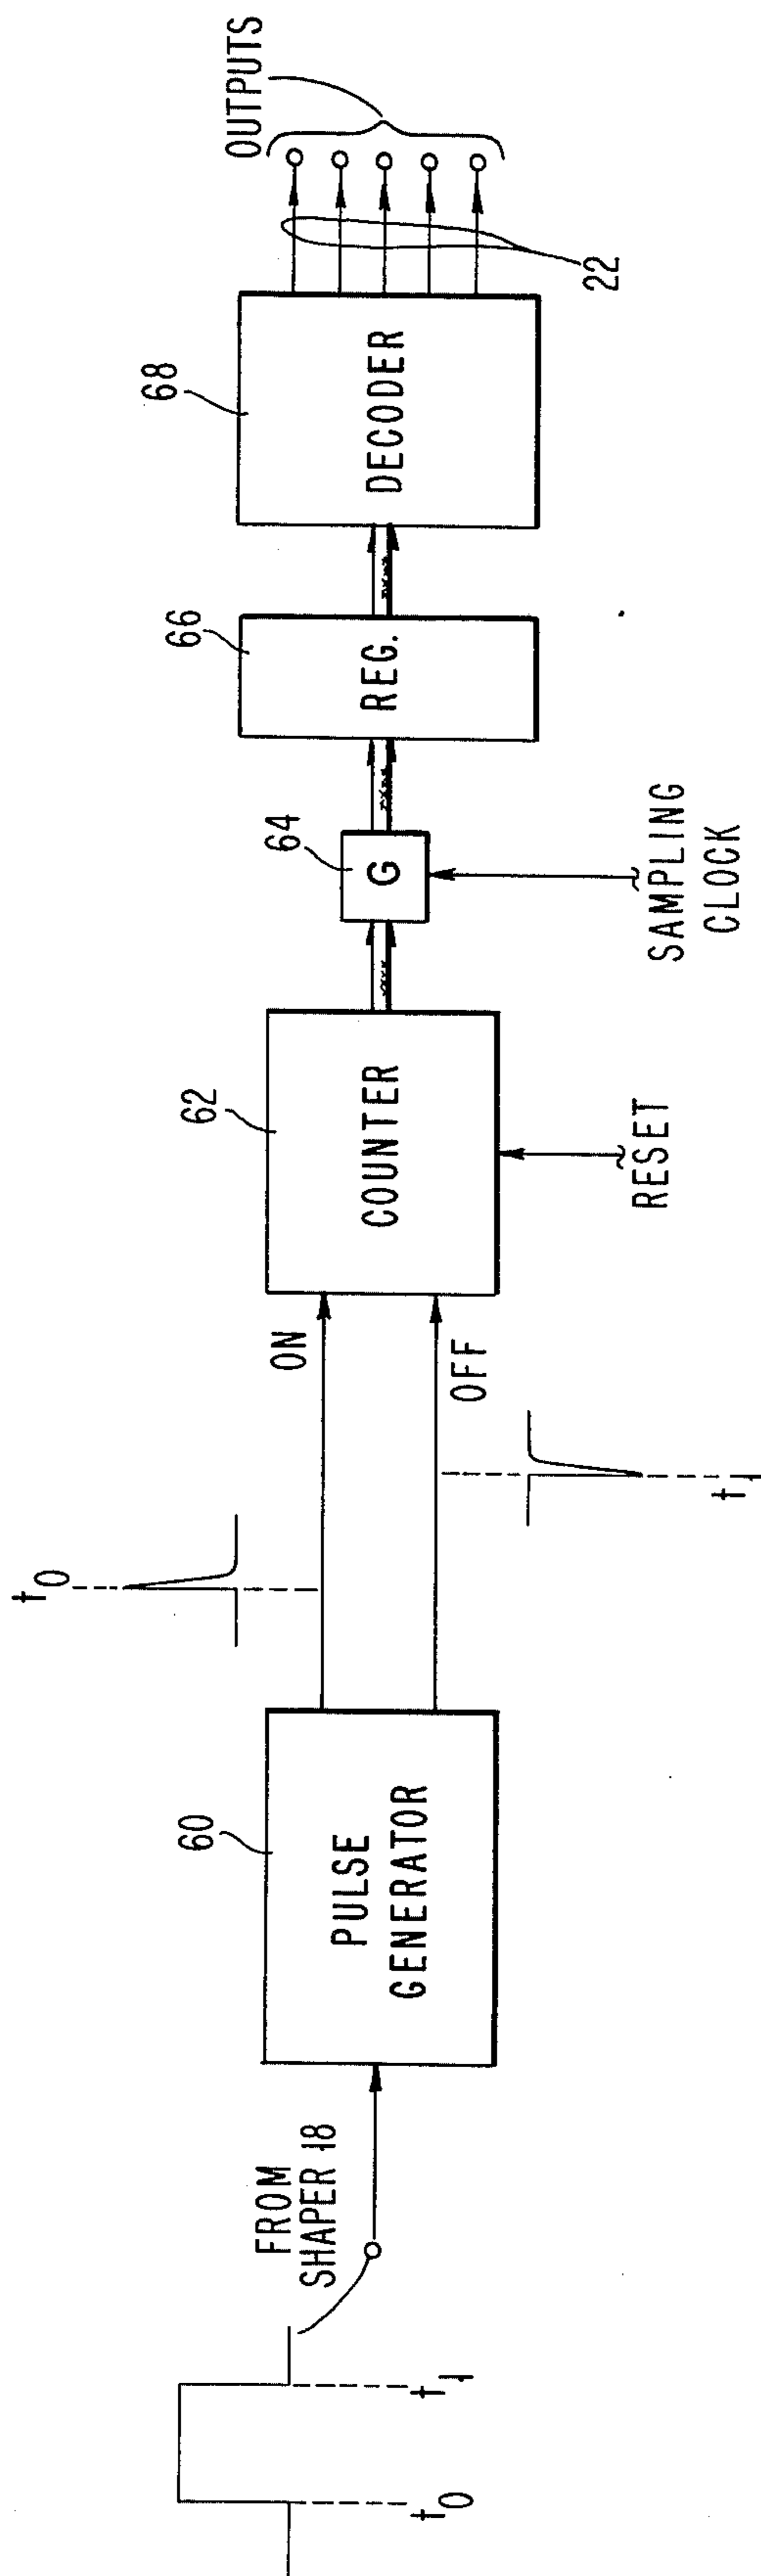 t0
t1
FROM
SHAPER 18
60
PULSE
GENERATOR
t0
t1
ON
OFF
62
COUNTER
RESET
64
G
SAMPLING
CLOCK
66
REG.
68
DECODER
22
OUTPUTS